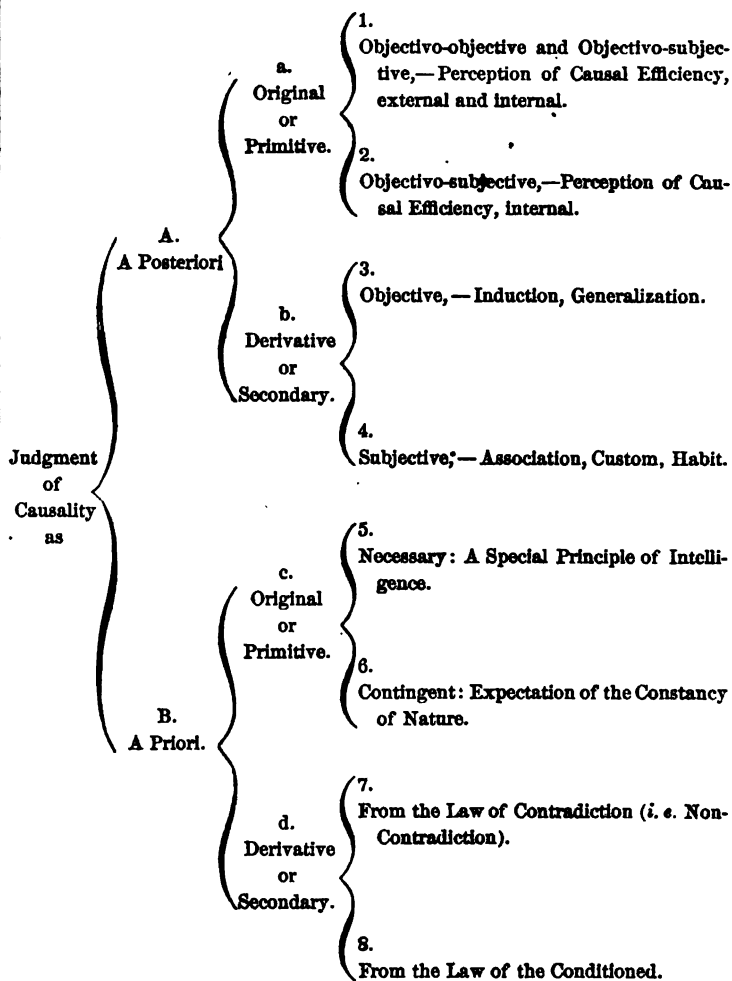 Judgment
of
Causality
as
A.
A Posteriori
a.
Original
or
Primitive.
1.
Objectivo-objective and Objectivo-subjec-
tive,—Perception of Causal Efficiency,
external and internal.
2.
Objectivo-subjective,—Perception of Cau-
sal Efficiency, internal.
b.
Derivative
or
Secondary.
3.
Objective,—Induction, Generalization.
4.
Subjective,—Association, Custom, Habit.
B.
A Priori.
c.
Original
or
Primitive.
5.
Necessary: A Special Principle of Intelli-
gence.
6.
Contingent: Expectation of the Constancy
of Nature.
d.
Derivative
or
Secondary.
7.
From the Law of Contradiction (i. e. Non-
Contradiction).
8.
From the Law of the Conditioned.